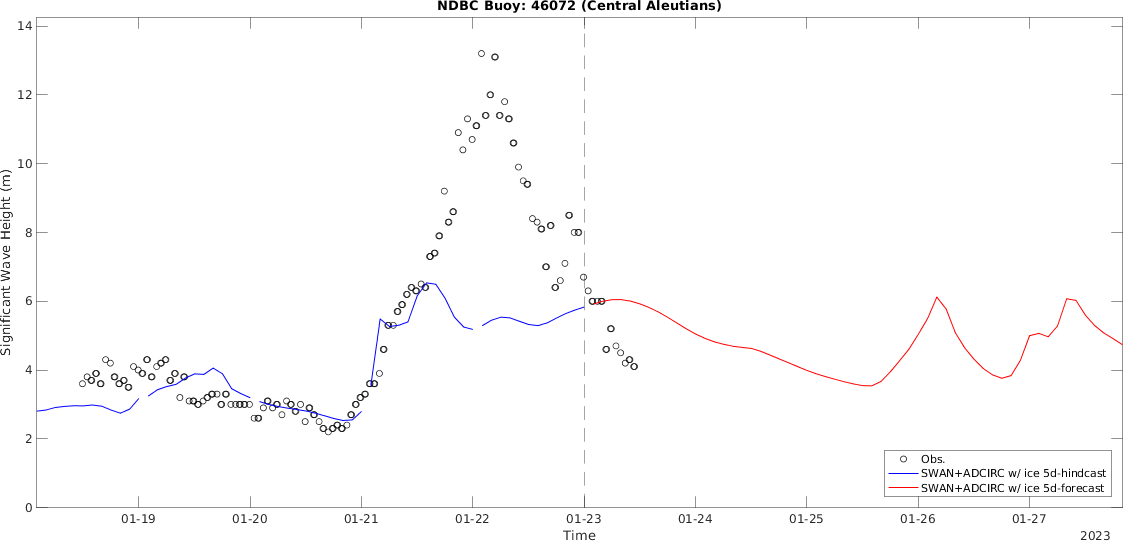 NDBC Buoy: 46072 (Central Aleutians)
Significant Wave Height (m)
14
12
10
8
6
4
2
0
01-19 01-20 01-21 01-22 01-23 01-24 01-25 01-26 01-27
Time
2023
Obs.
SWAN+ADCIRC w/ ice 5d-hindcast
SWAN+ADCIRC w/ ice 5d-forecast